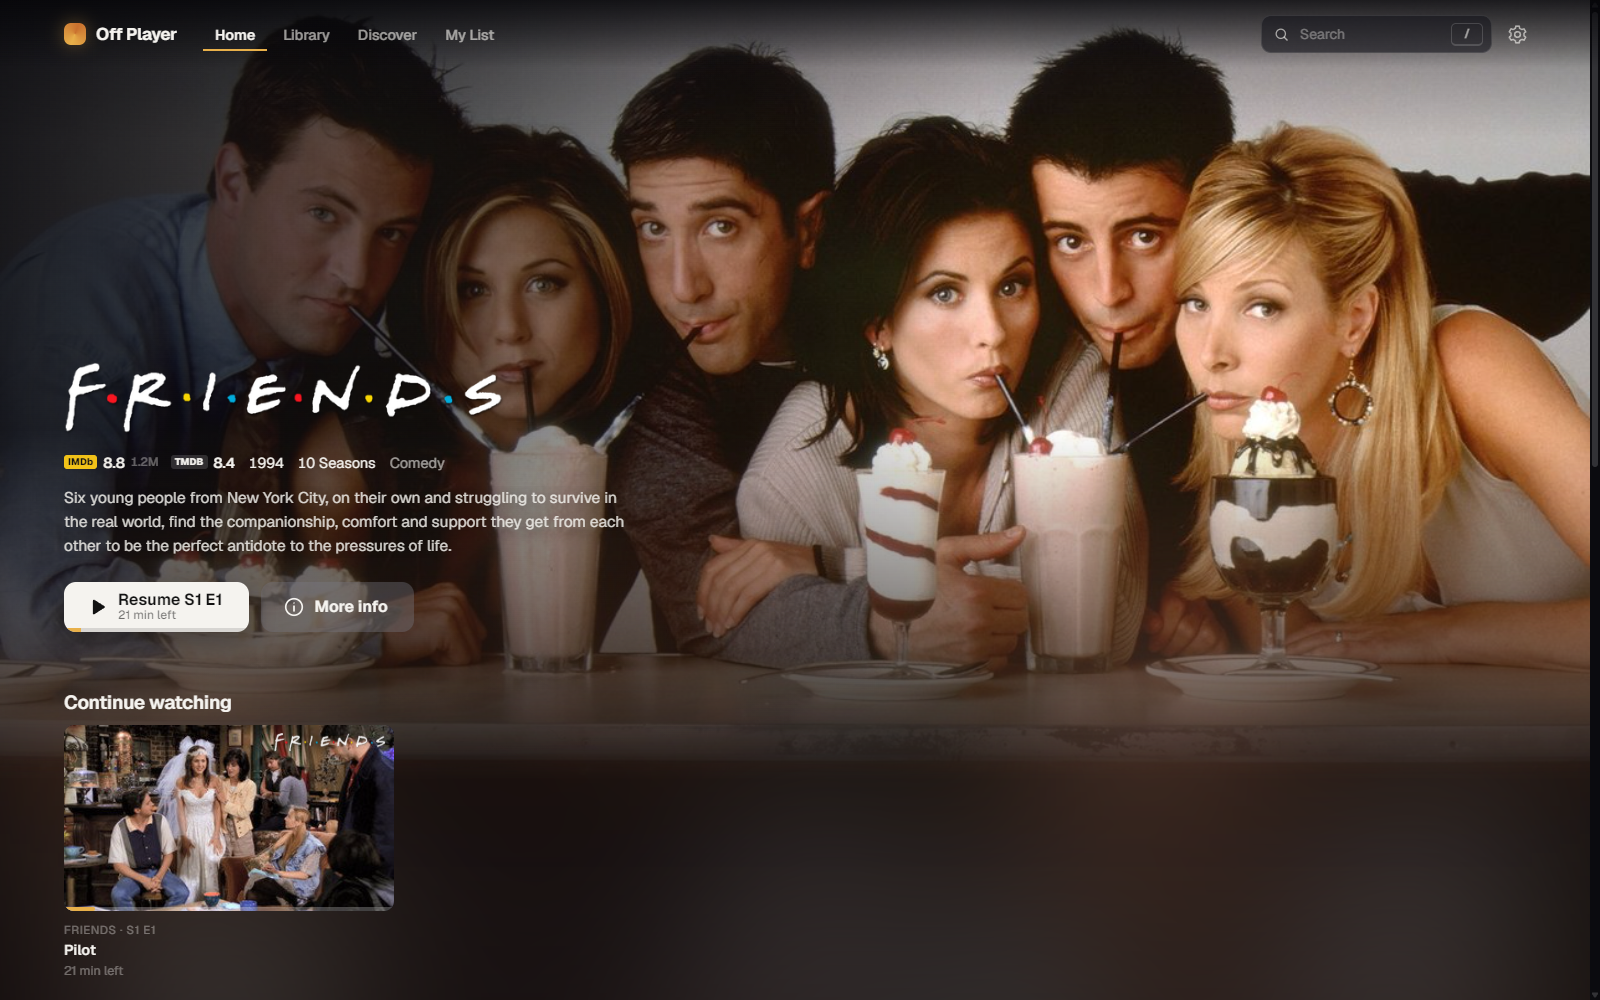 Off Player
Home
Library
Discover
My List
Search
/
F·R·I·E·N·D·S
IMDb 8.8 1.2M TMDB 8.4 1994 10 Seasons Comedy
Six young people from New York City, on their own and struggling to survive in
the real world, find the companionship, comfort and support they get from each
other to be the perfect antidote to the pressures of life.
Resume S1 E1
21 min left
More info
Continue watching
F·R·I·E·N·D·S
FRIENDS · S1 E1
Pilot
21 min left